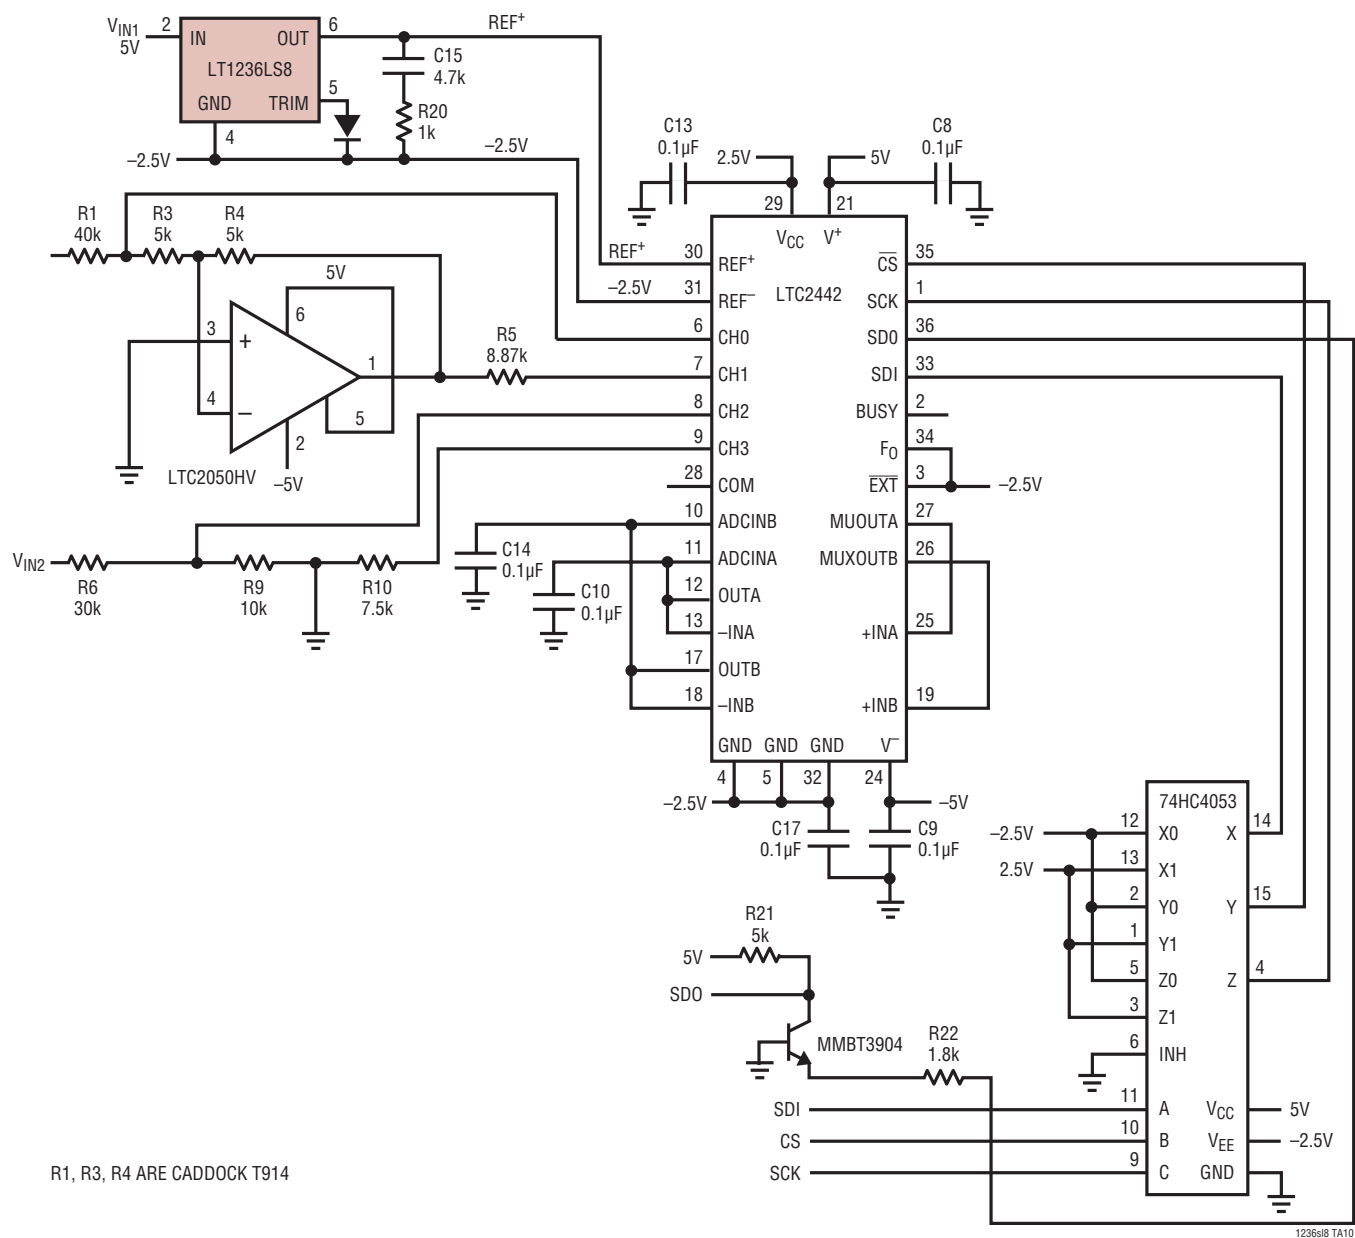 V_IN1
5V
2
IN
OUT
6
REF+
LT1236LS8
GND
TRIM
5
4
C15
4.7k
R20
1k
–2.5V
–2.5V
C13
0.1µF
C8
0.1µF
2.5V
5V
29
21
V_CC
V+
R1
40k
R3
5k
R4
5k
5V
3
+
6
1
4
–
5
2
LTC2050HV
–5V
R5
8.87k
REF+
30
REF+
–2.5V
31
REF–
LTC2442
6
CH0
7
CH1
8
CH2
9
CH3
28
COM
10
ADCINB
11
ADCINA
12
OUTA
13
–INA
17
OUTB
18
–INB
CS
35
SCK
1
SD0
36
SDI
33
BUSY
2
F_O
34
EXT
3
–2.5V
MUOUTA
27
MUXOUTB
26
+INA
25
+INB
19
V_IN2
R6
30k
R9
10k
R10
7.5k
C14
0.1µF
C10
0.1µF
GND
GND
GND
V–
4
5
32
24
–2.5V
–5V
C17
0.1µF
C9
0.1µF
R21
5k
5V
SDO
MMBT3904
R22
1.8k
74HC4053
–2.5V
12
X0
X
14
2.5V
13
X1
2
Y0
Y
15
1
Y1
5
Z0
Z
4
3
Z1
6
INH
SDI
11
A
V_CC
5V
CS
10
B
V_EE
–2.5V
SCK
9
C
GND
R1, R3, R4 ARE CADDOCK T914
1236sl8 TA10